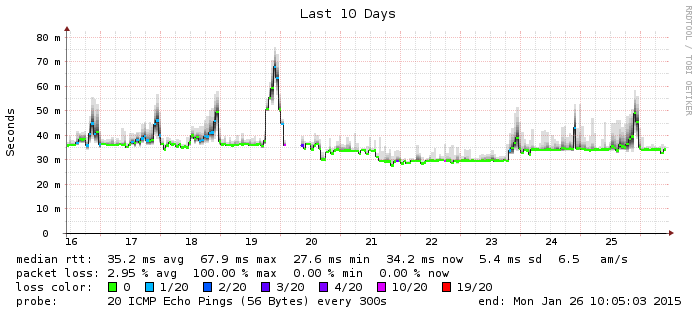 Last 10 Days
RRDTOOL / TOBI OETIKER
Seconds
80 m
70 m
60 m
50 m
40 m
30 m
20 m
10 m
0
16 17 18 19 20 21 22 23 24 25
median rtt: 35.2 ms avg 67.9 ms max 27.6 ms min 34.2 ms now 5.4 ms sd 6.5 am/s
packet loss: 2.95 % avg 100.00 % max 0.00 % min 0.00 % now
loss color: 0 1/20 2/20 3/20 4/20 10/20 19/20
probe: 20 ICMP Echo Pings (56 Bytes) every 300s end: Mon Jan 26 10:05:03 2015